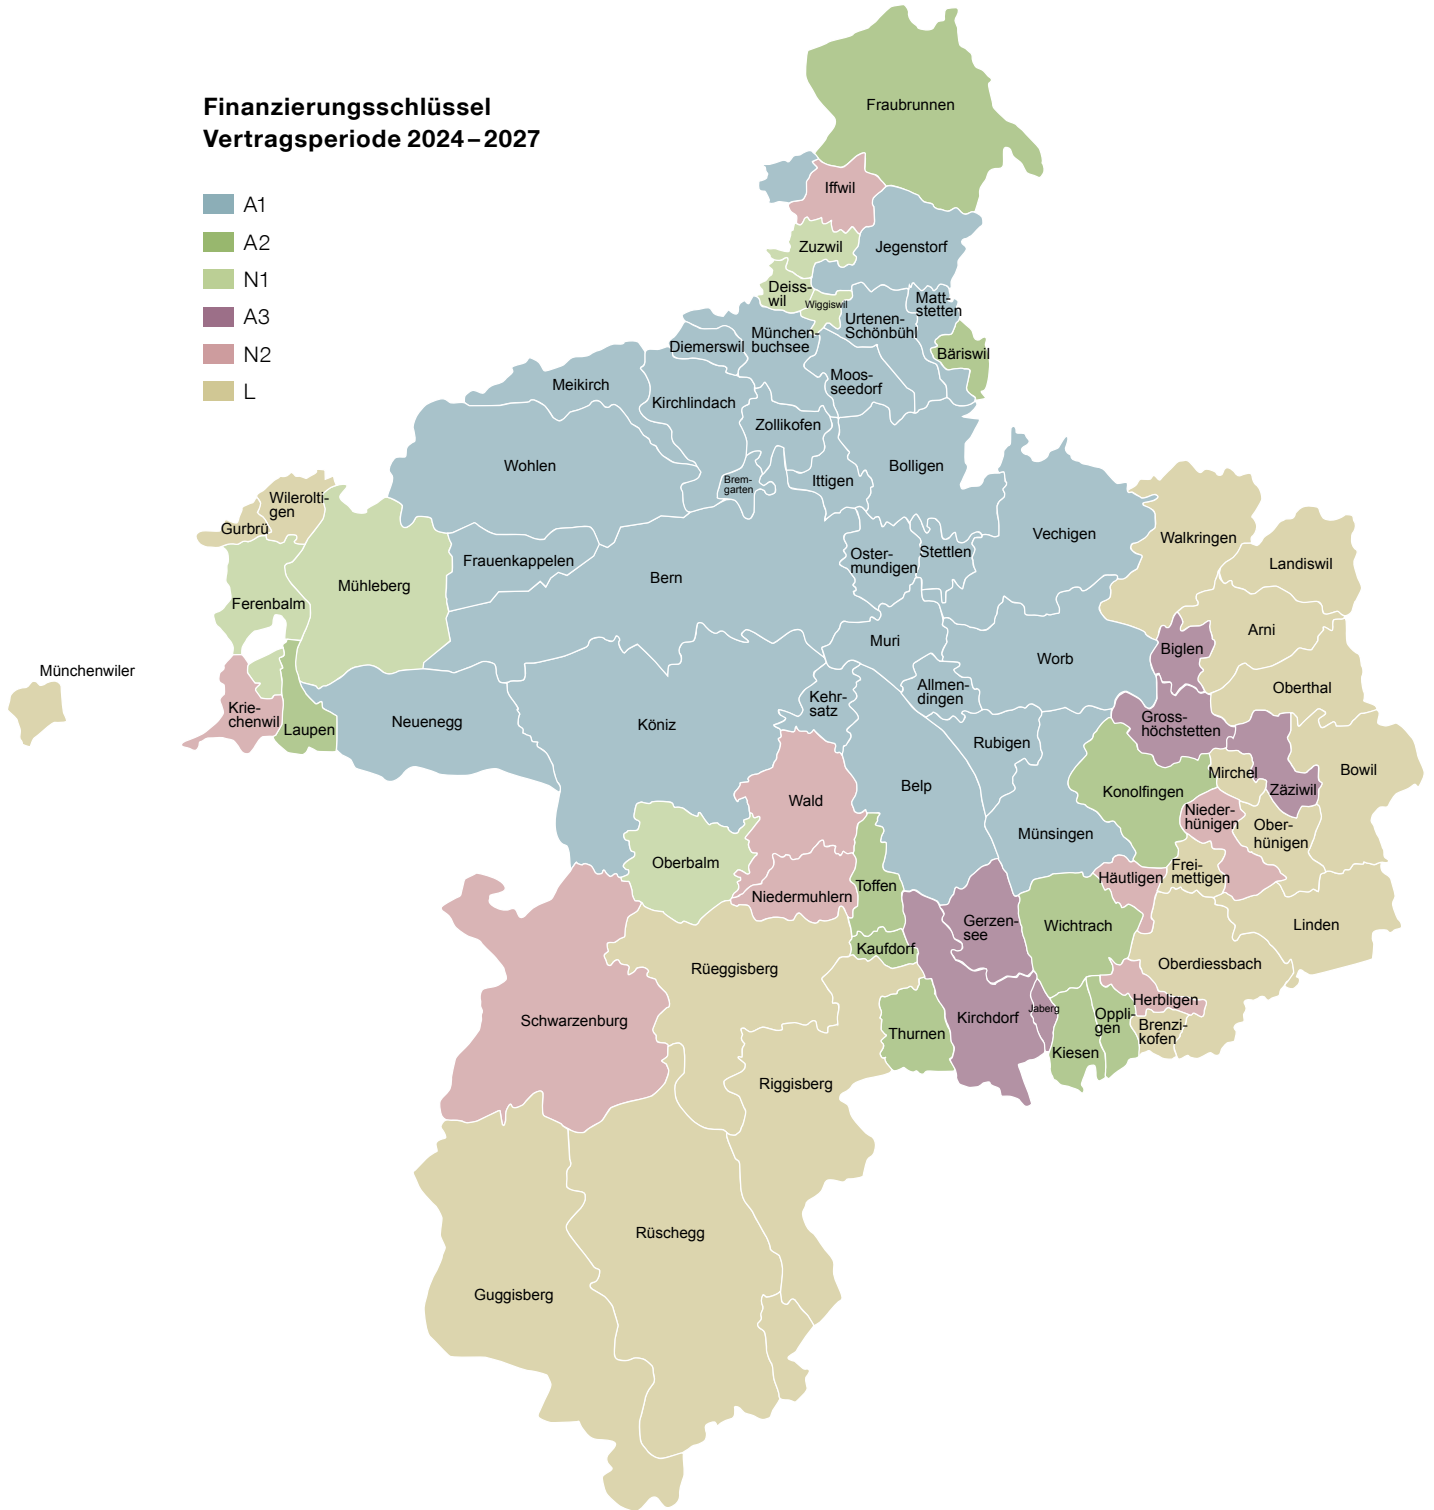 Finanzierungsschlüssel
Vertragsperiode 2024–2027
A1
A2
N1
A3
N2
L
Fraubrunnen
Iffwil
Zuzwil
Jegenstorf
Deiss-
wil
Wiggiswil
Matt-
stetten
Urtenen-
Schönbühl
München-
buchsee
Diemerswil
Bäriswil
Moos-
seedorf
Meikirch
Kirchlindach
Zollikofen
Wohlen
Bolligen
Ittigen
Brem-
garten
Wilerolti-
gen
Gurbrü
Vechigen
Walkringen
Landiswil
Frauenkappelen
Oster-
mundigen
Stettlen
Bern
Mühleberg
Ferenbalm
Arni
Muri
Biglen
Worb
Münchenwiler
Oberthal
Allmen-
dingen
Kehr-
satz
Krie-
chenwil
Laupen
Neuenegg
Köniz
Gross-
höchstetten
Rubigen
Bowil
Mirchel
Belp
Konolfingen
Zäziwil
Wald
Nieder-
hünigen
Münsingen
Ober-
hünigen
Oberbalm
Frei-
mettigen
Häutligen
Toffen
Niedermuhlern
Gerzen-
see
Wichtrach
Linden
Kaufdorf
Oberdiessbach
Rüeggisberg
Herbligen
Jaberg
Kirchdorf
Oppli-
gen
Schwarzenburg
Thurnen
Brenzi-
kofen
Kiesen
Riggisberg
Rüschegg
Guggisberg